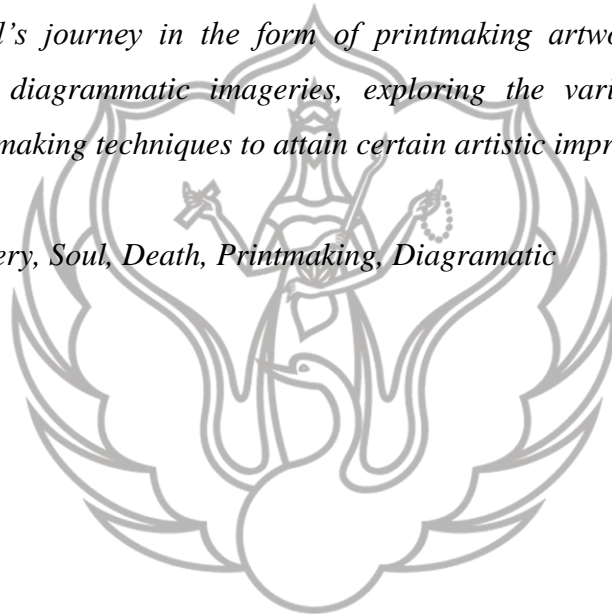 l’s journey in the form of printmaking artwo
diagrammatic imageries, exploring the vari
making techniques to attain certain artistic impr
ery, Soul, Death, Printmaking, Diagramatic